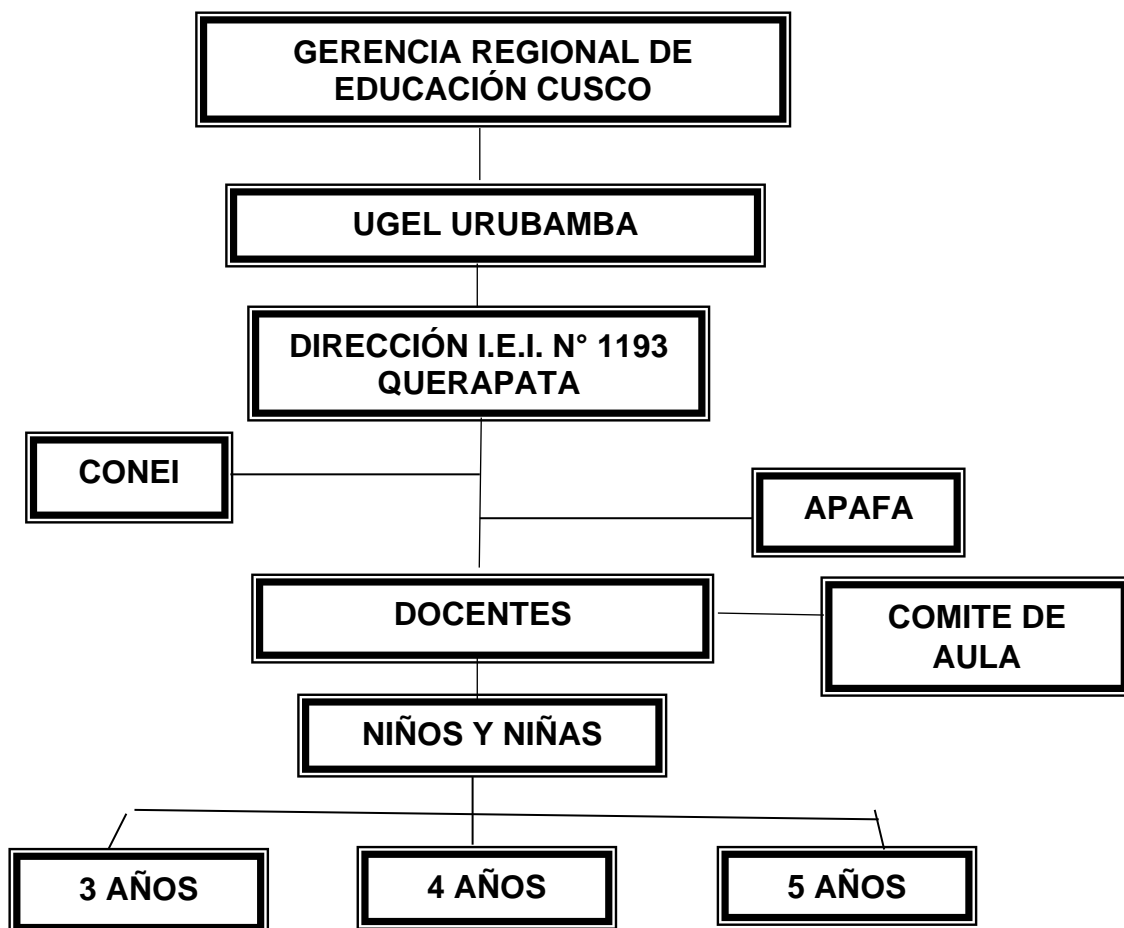 GERENCIA REGIONAL DE
EDUCACIÓN CUSCO
UGEL URUBAMBA
DIRECCIÓN I.E.I. N° 1193
QUERAPATA
CONEI
APAFA
DOCENTES
COMITE DE
AULA
NIÑOS Y NIÑAS
3 AÑOS
4 AÑOS
5 AÑOS